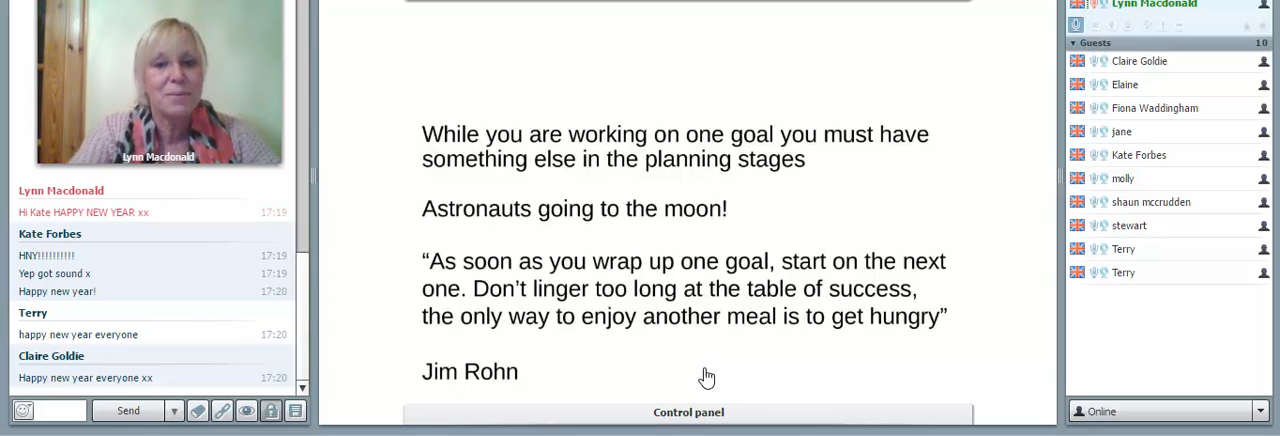 Lynn Macdonald
Lynn Macdonald
Hi Kate HAPPY NEW YEAR xx 17:19
Kate Forbes
HNY!!!!!!!!!! 17:19
Yep got sound x 17:19
Happy new year! 17:20
Terry
happy new year everyone 17:20
Claire Goldie
Happy new year everyone xx 17:20
Send
While you are working on one goal you must have
something else in the planning stages
Astronauts going to the moon!
“As soon as you wrap up one goal, start on the next
one. Don’t linger too long at the table of success,
the only way to enjoy another meal is to get hungry”
Jim Rohn
Control panel
Lynn Macdonald
Guests 10
Claire Goldie
Elaine
Fiona Waddingham
jane
Kate Forbes
molly
shaun mccrudden
stewart
Terry
Terry
Online